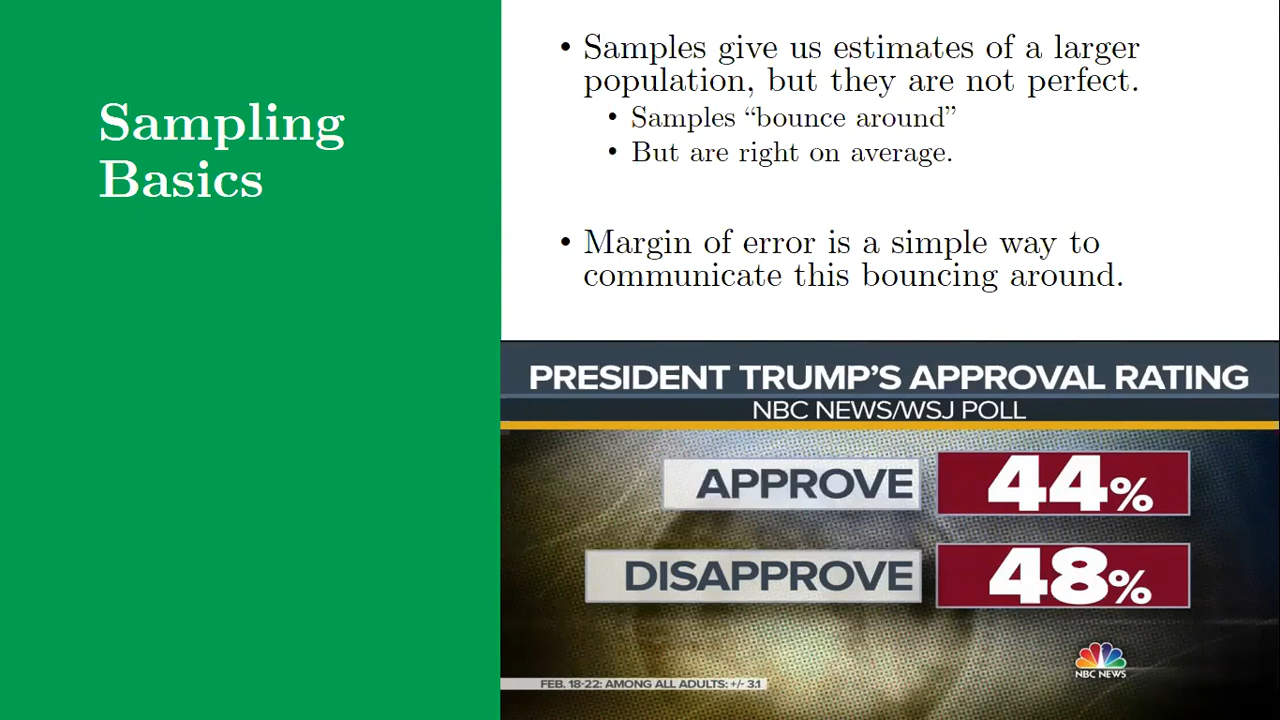 Sampling
Basics
• Samples give us estimates of a larger
population, but they are not perfect.
• Samples “bounce around”
• But are right on average.
• Margin of error is a simple way to
communicate this bouncing around.
PRESIDENT TRUMP’S APPROVAL RATING
NBC NEWS/WSJ POLL
APPROVE 44%
DISAPPROVE 48%
NBC NEWS
FEB. 18-22: AMONG ALL ADULTS: +/- 3.1